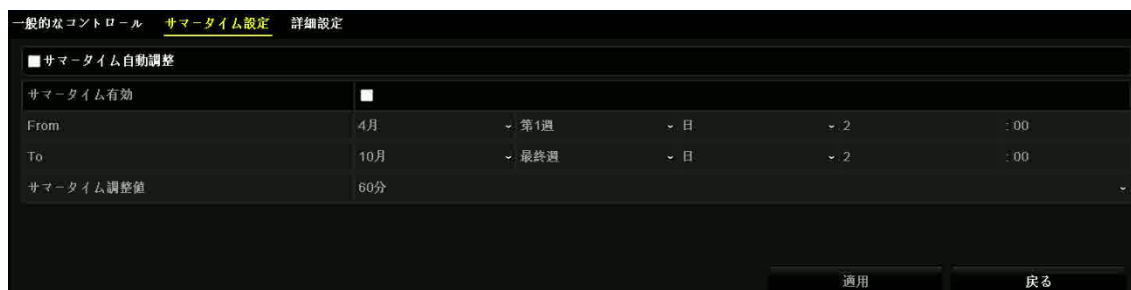 一般的なコントロール サマータイム設定 詳細設定
サマータイム自動調整
サマータイム有効
From 4月 第1週 日 2 :00
To 10月 最終週 日 2 :00
サマータイム調整値 60分
適用 戻る